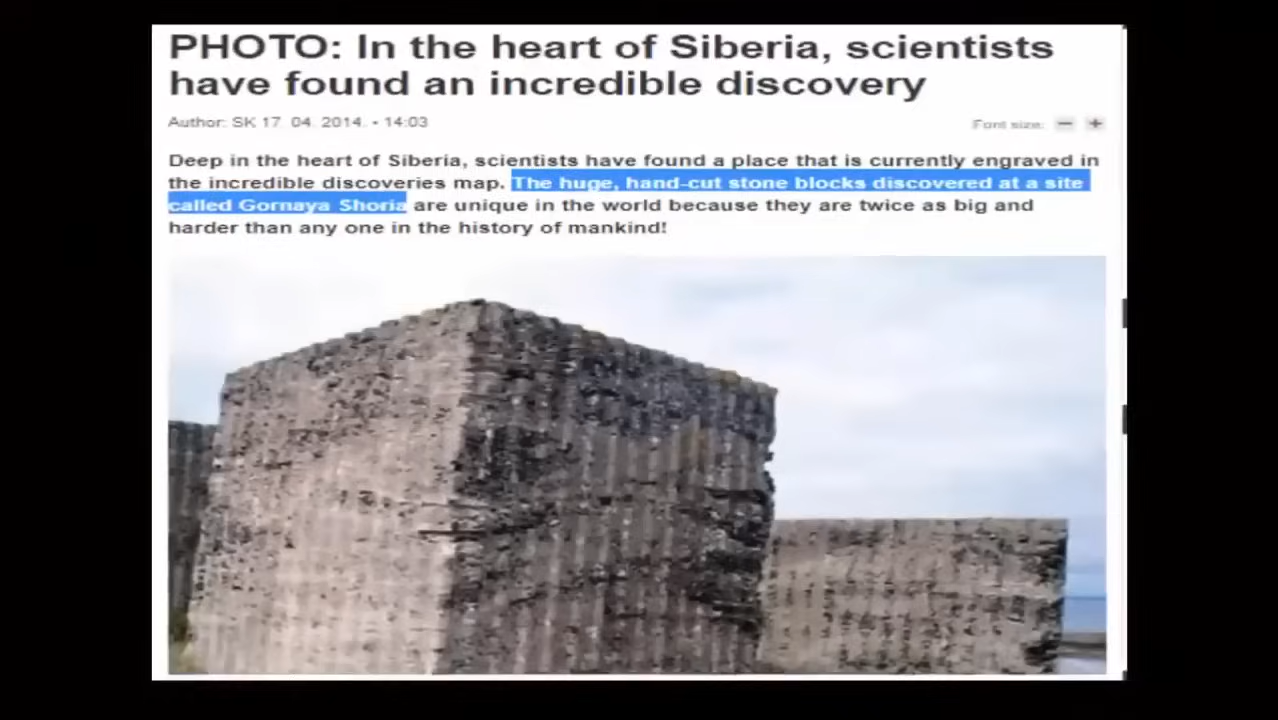 PHOTO: In the heart of Siberia, scientists
have found an incredible discovery
Author: SK 17. 04. 2014. • 14:03
Font size: − +
Deep in the heart of Siberia, scientists have found a place that is currently engraved in
the incredible discoveries map. The huge, hand-cut stone blocks discovered at a site
called Gornaya Shoria are unique in the world because they are twice as big and
harder than any one in the history of mankind!